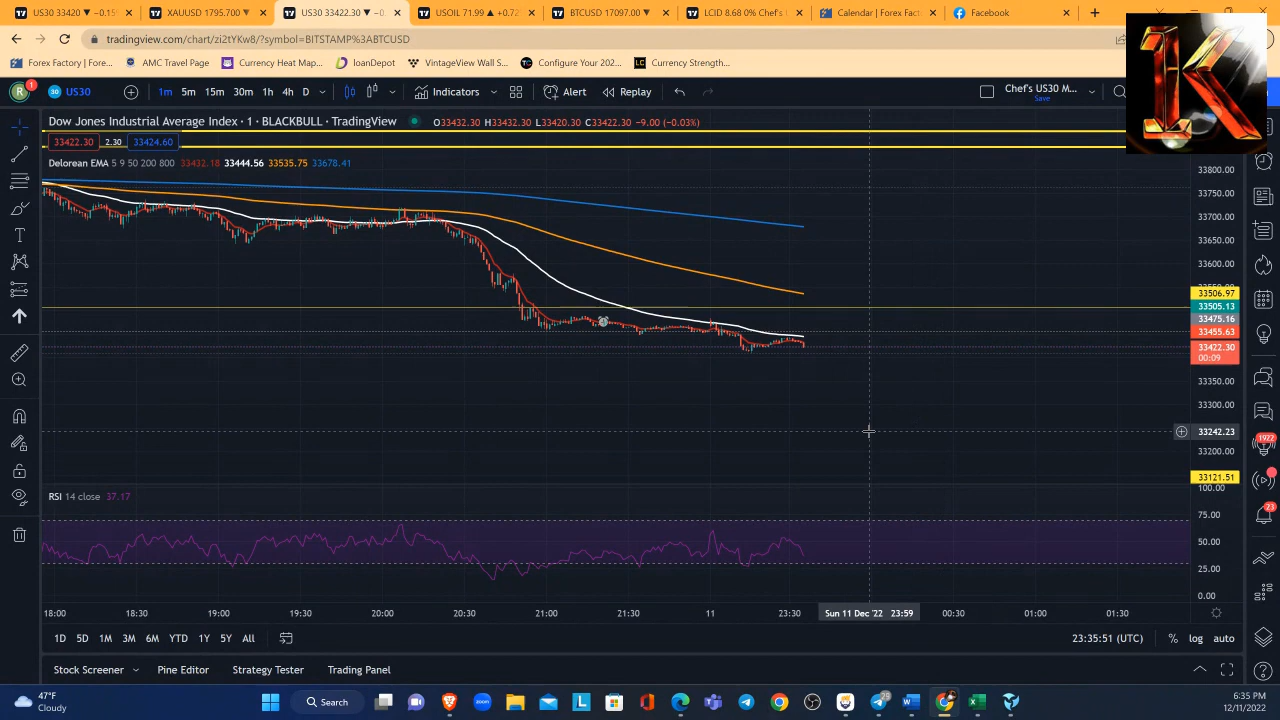 US30 33420 ▼ −0.15%
XAUUSD 1795.700 ▼
US30 33422.30 ▼ −0.
USOIL 71.99 ▲ +0.72
BTCUSD 17097.00 ▼
LCID 8.68 0% Chef's
Calendar | Forex Fact
Facebook
tradingview.com/chart/zi2tYKw8/?symbol=BITSTAMP%3ABTCUSD
Forex Factory | Fore...
AMC Travel Page
Currency Heat Map...
loanDepot
VintageView Wall S...
Configure Your 202...
Currency Strength...
1K
R 1
30 US30
1m 5m 15m 30m 1h 4h D
Indicators
Alert
Replay
Chef's US30 M...
Save
Dow Jones Industrial Average Index · 1 · BLACKBULL · TradingView
O33432.30 H33432.30 L33420.30 C33422.30 −9.00 (−0.03%)
33422.30 2.30 33424.60
Delorean EMA 5 9 50 200 800 33432.18 33444.56 33535.75 33678.41
33800.00
33750.00
33700.00
33650.00
33600.00
33506.97
33505.13
33475.16
33455.63
33422.30
00:09
33350.00
33300.00
33242.23
33200.00
33121.51
RSI 14 close 37.17
100.00
75.00
50.00
25.00
0.00
1922
23
18:00 18:30 19:00 19:30 20:00 20:30 21:00 21:30 11 23:30 Sun 11 Dec '22 23:59 00:30 01:00 01:30
1D 5D 1M 3M 6M YTD 1Y 5Y All
23:35:51 (UTC) % log auto
Stock Screener Pine Editor Strategy Tester Trading Panel
47°F
Cloudy
Search
6:35 PM
12/11/2022